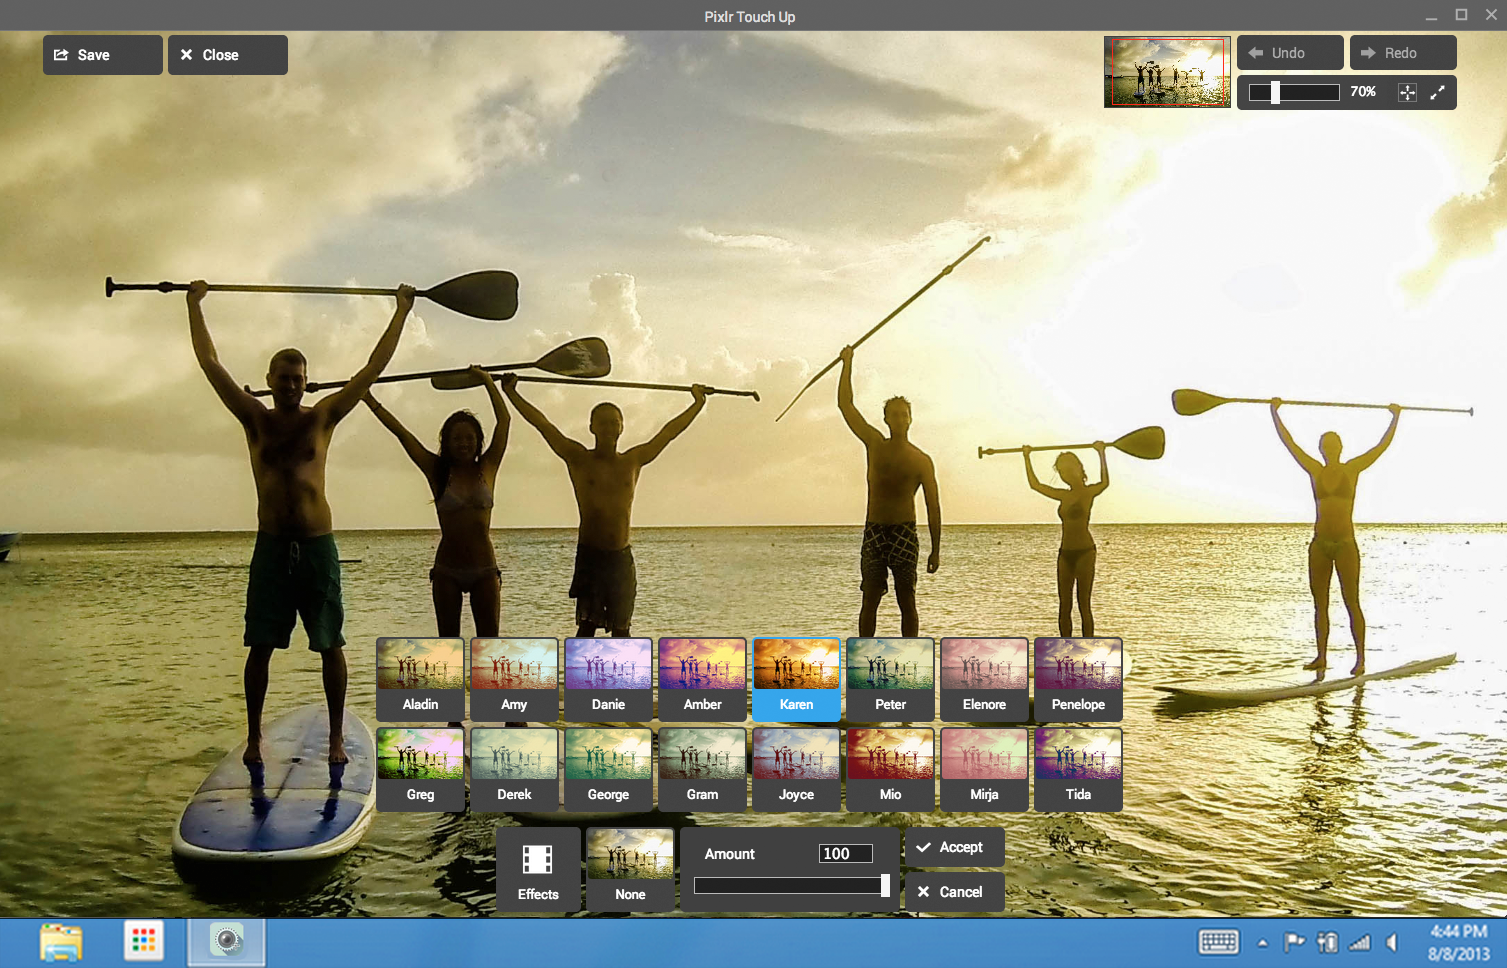 Pixlr Touch Up
Save
Close
Undo
Redo
70%
Aladin
Amy
Danie
Amber
Karen
Peter
Elenore
Penelope
Greg
Derek
George
Gram
Joyce
Mio
Mirja
Tida
Effects
None
Amount
100
Accept
Cancel
4:44 PM
8/8/2013